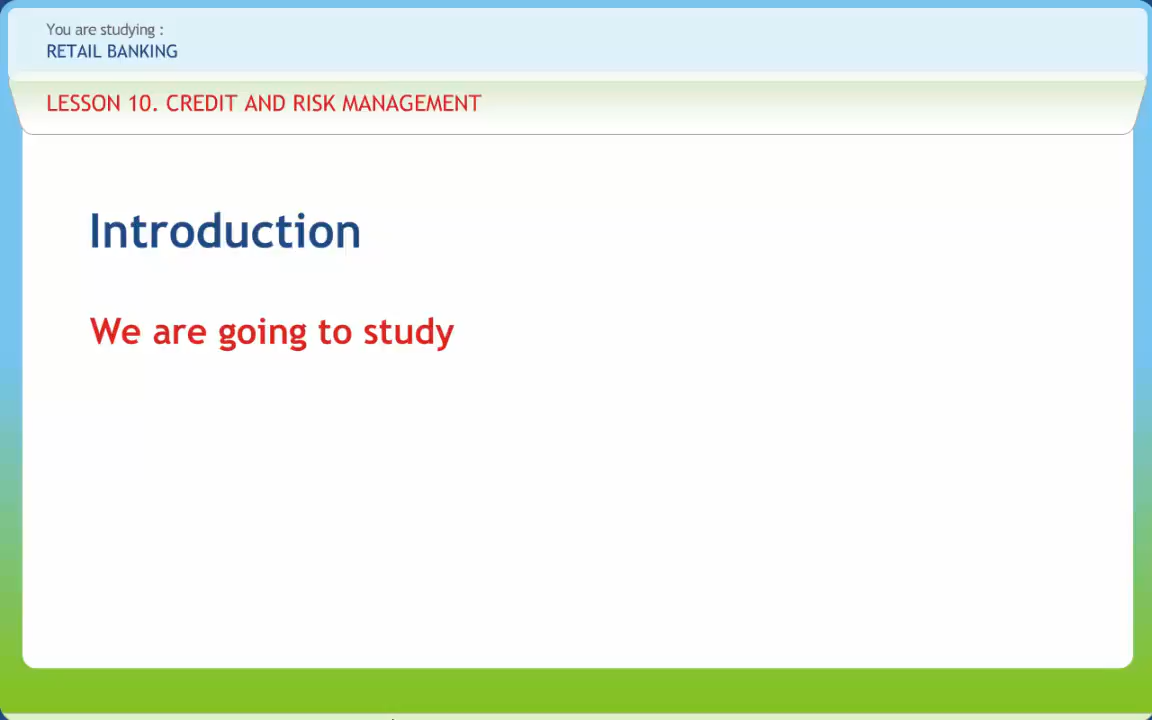 You are studying :
RETAIL BANKING
LESSON 10. CREDIT AND RISK MANAGEMENT
Introduction
We are going to study